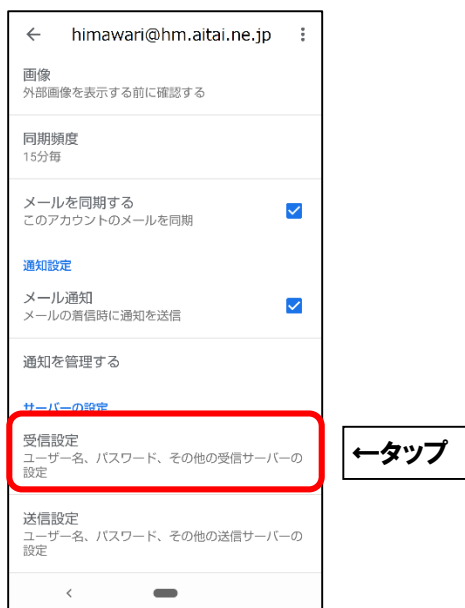 himawari@hm.aitai.ne.jp
画像
外部画像を表示する前に確認する
同期頻度
15分毎
メールを同期する
このアカウントのメールを同期
通知設定
メール通知
メールの着信時に通知を送信
通知を管理する
サーバーの設定
受信設定
ユーザー名、パスワード、その他の受信サーバーの
設定
←タップ
送信設定
ユーザー名、パスワード、その他の送信サーバーの
設定